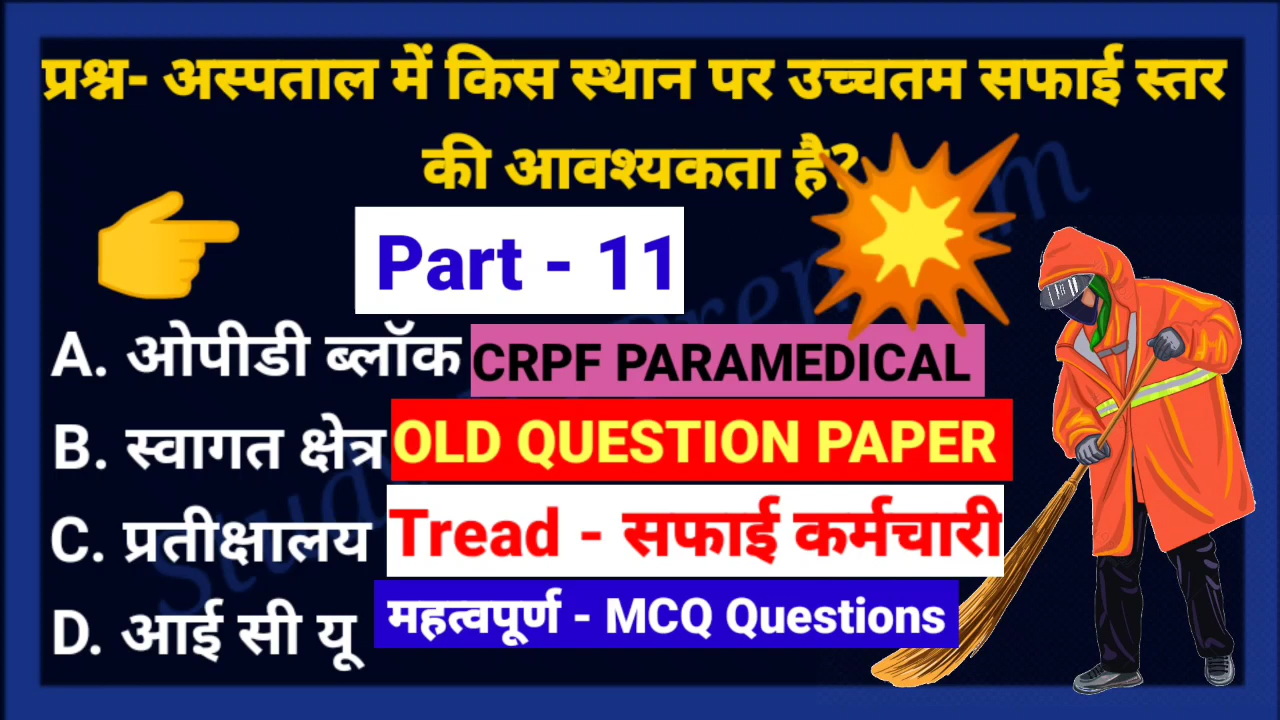 प्रश्न- अस्पताल में किस स्थान पर उच्चतम सफाई स्तर
की आवश्यकता है?
Part - 11
A. ओपीडी ब्लॉक
CRPF PARAMEDICAL
B. स्वागत क्षेत्र
OLD QUESTION PAPER
C. प्रतीक्षालय
Tread - सफाई कर्मचारी
D. आई सी यू
महत्वपूर्ण - MCQ Questions